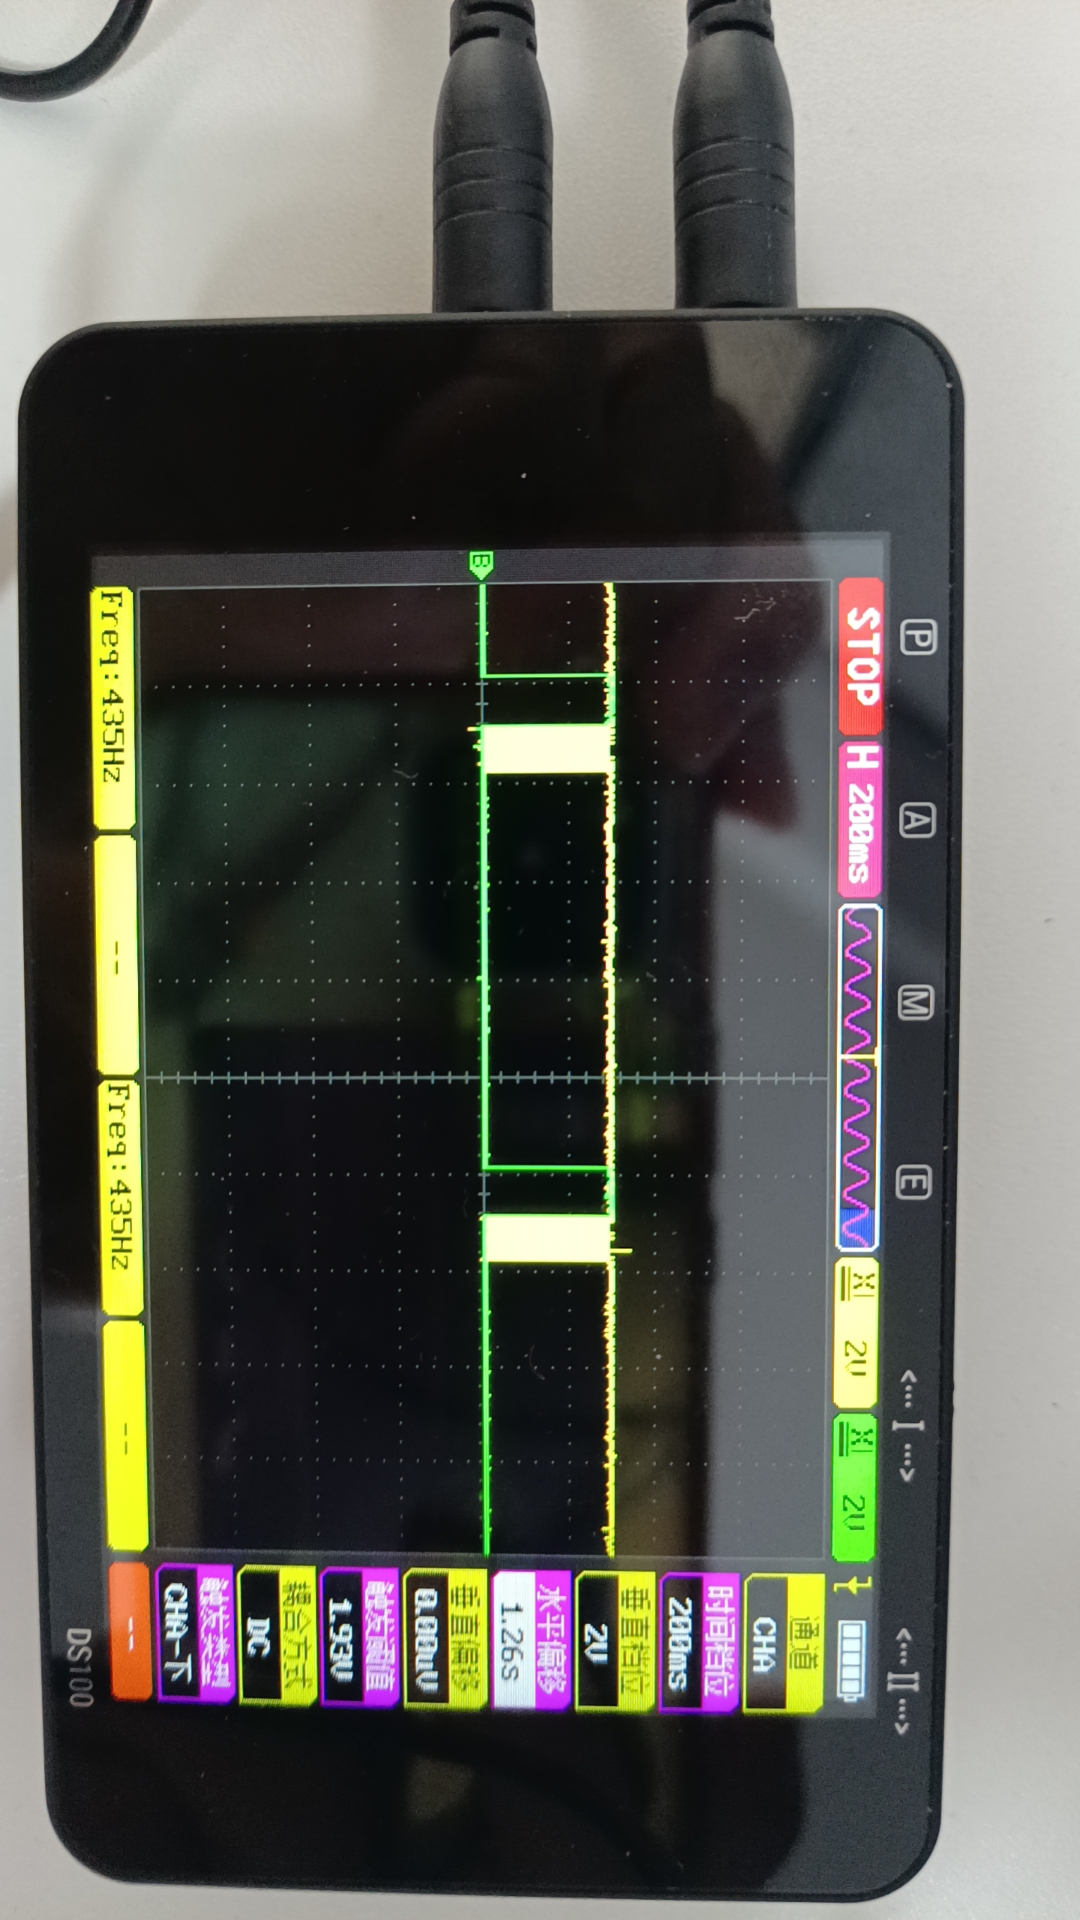 P
A
M
E
<··· I ···>
<··· II ···>
STOP
H 200ms
X1
2V
X1
2V
通道
CHA
时间档位
200ms
垂直档位
2V
水平偏移
1.26s
垂直偏移
0.00uV
触发阈值
1.93V
耦合方式
DC
触发类型
CHA-下
B
Freq:435Hz
--
Freq:435Hz
--
--
DS100